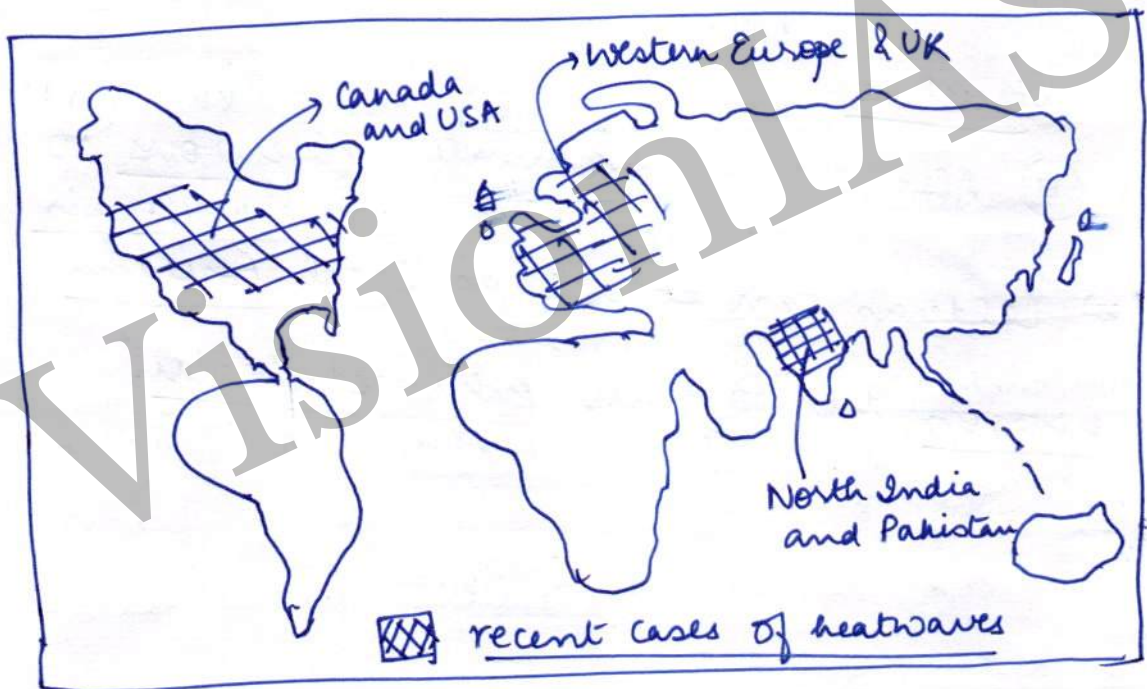 Western Europe & UK
Canada
and USA
North India
and Pakistan
recent cases of heatwaves
VisionIAS